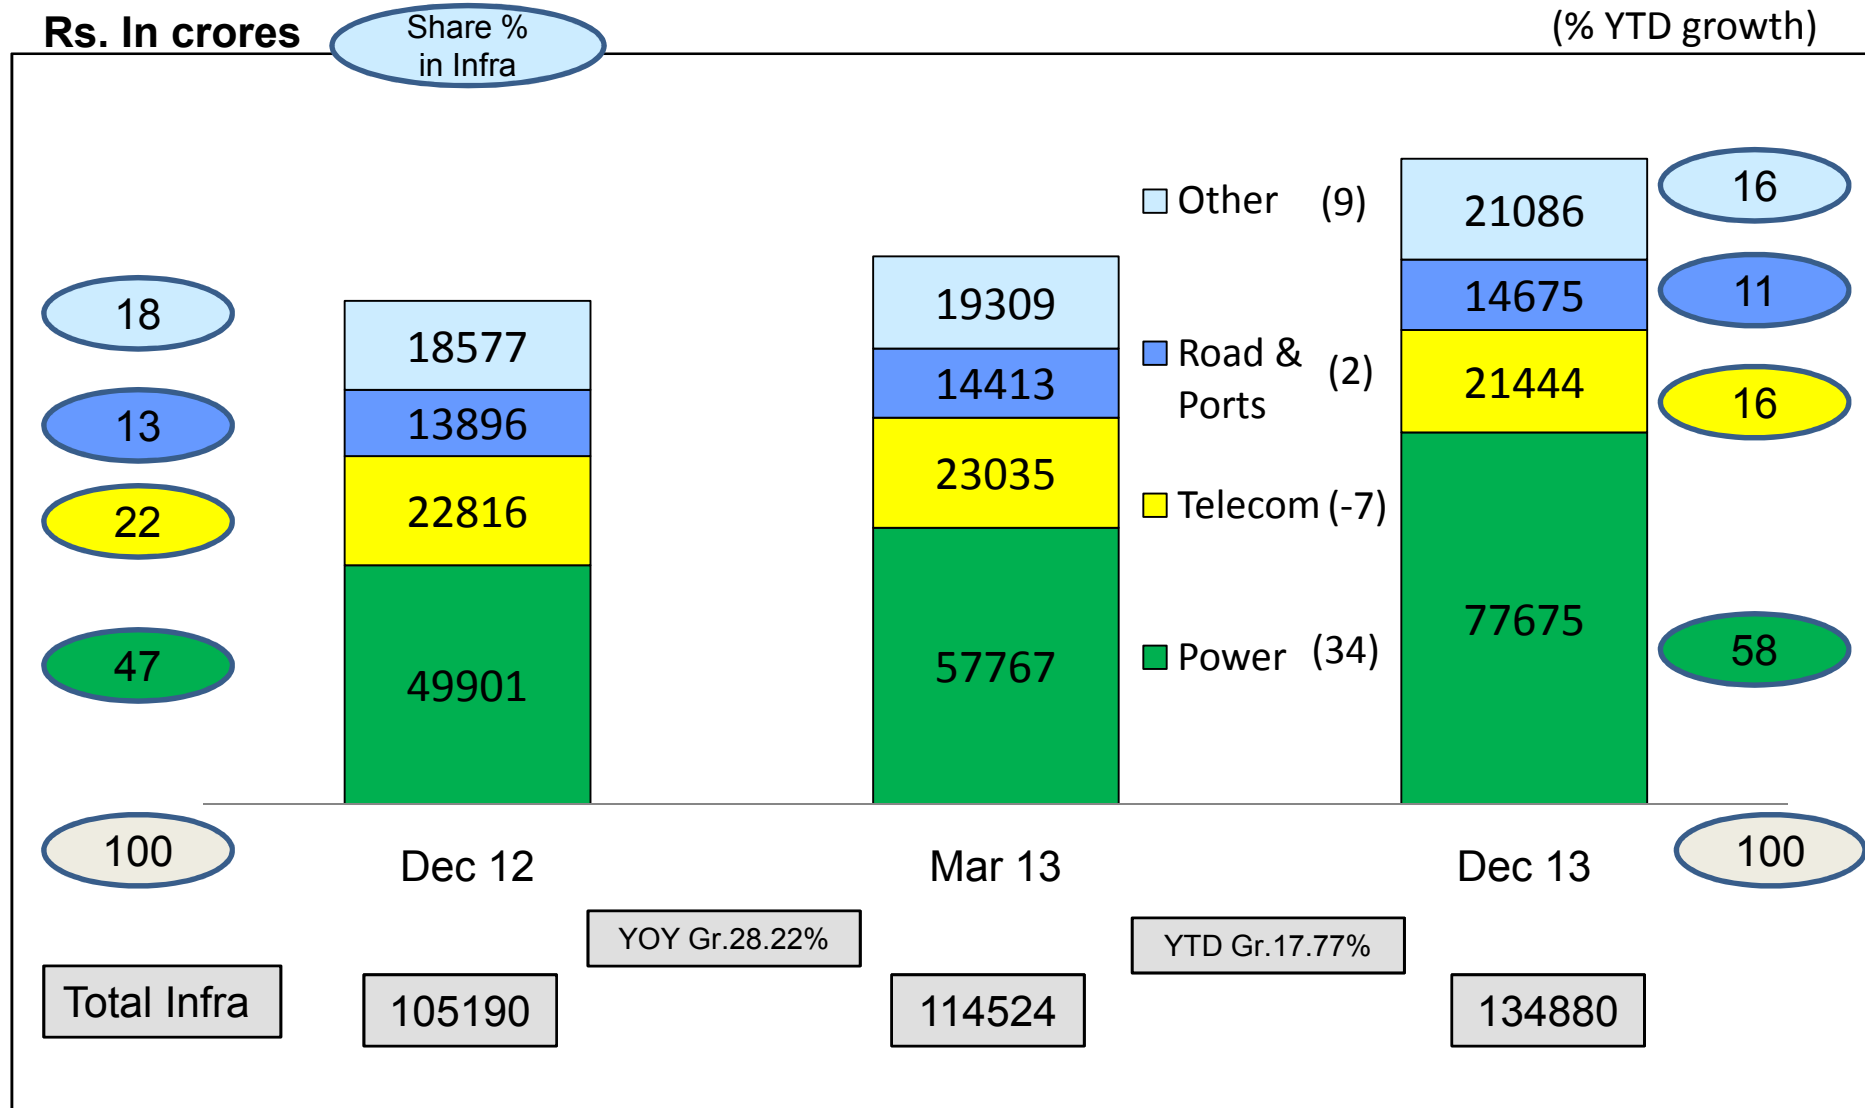 Rs. In crores
Share %
in Infra
(% YTD growth)
18
13
22
47
100
18577
13896
22816
49901
19309
14413
23035
57767
Other (9)
Road & (2)
Ports
Telecom (-7)
Power (34)
21086
14675
21444
77675
16
11
16
58
100
Dec 12
Mar 13
Dec 13
YOY Gr.28.22%
YTD Gr.17.77%
Total Infra
105190
114524
134880